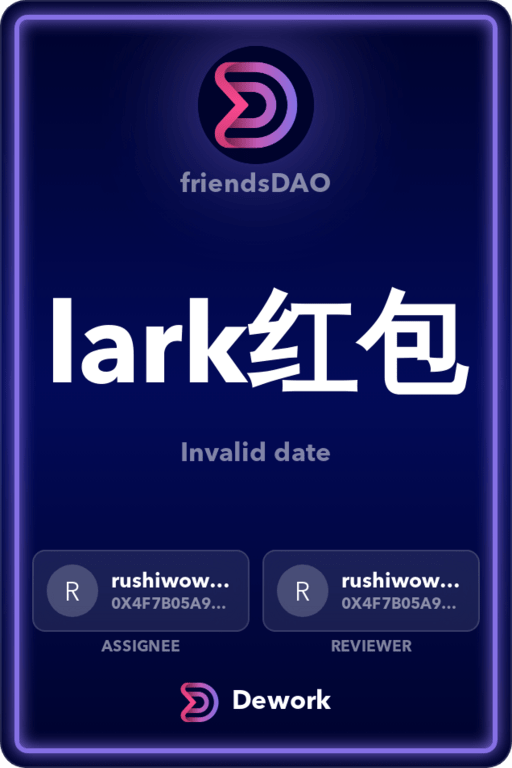 friendsDAO
lark红包
Invalid date
R
rushiwow...
0X4F7B05A9...
R
rushiwow...
0X4F7B05A9...
ASSIGNEE
REVIEWER
Dework